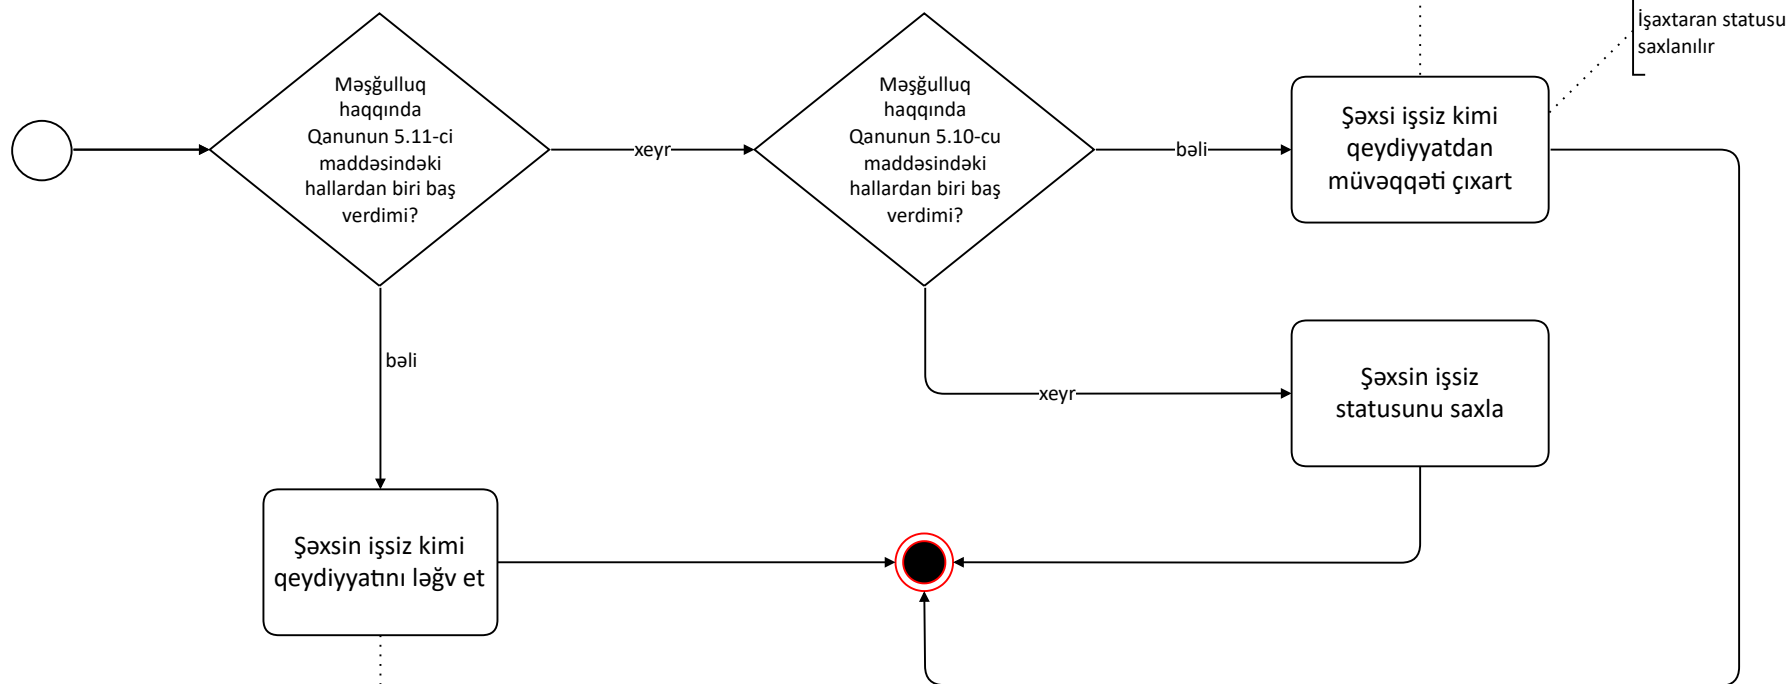 İşaxtaran statusu
saxlanılır
Məşğulluq
haqqında
Qanunun 5.11-ci
maddəsindəki
hallardan biri baş
verdimi?
xeyr
Məşğulluq
haqqında
Qanunun 5.10-cu
maddəsindəki
hallardan biri baş
verdimi?
bəli
Şəxsi işsiz kimi
qeydiyyatdan
müvəqqəti çıxart
bəli
xeyr
Şəxsin işsiz
statusunu saxla
Şəxsin işsiz kimi
qeydiyyatını ləğv et